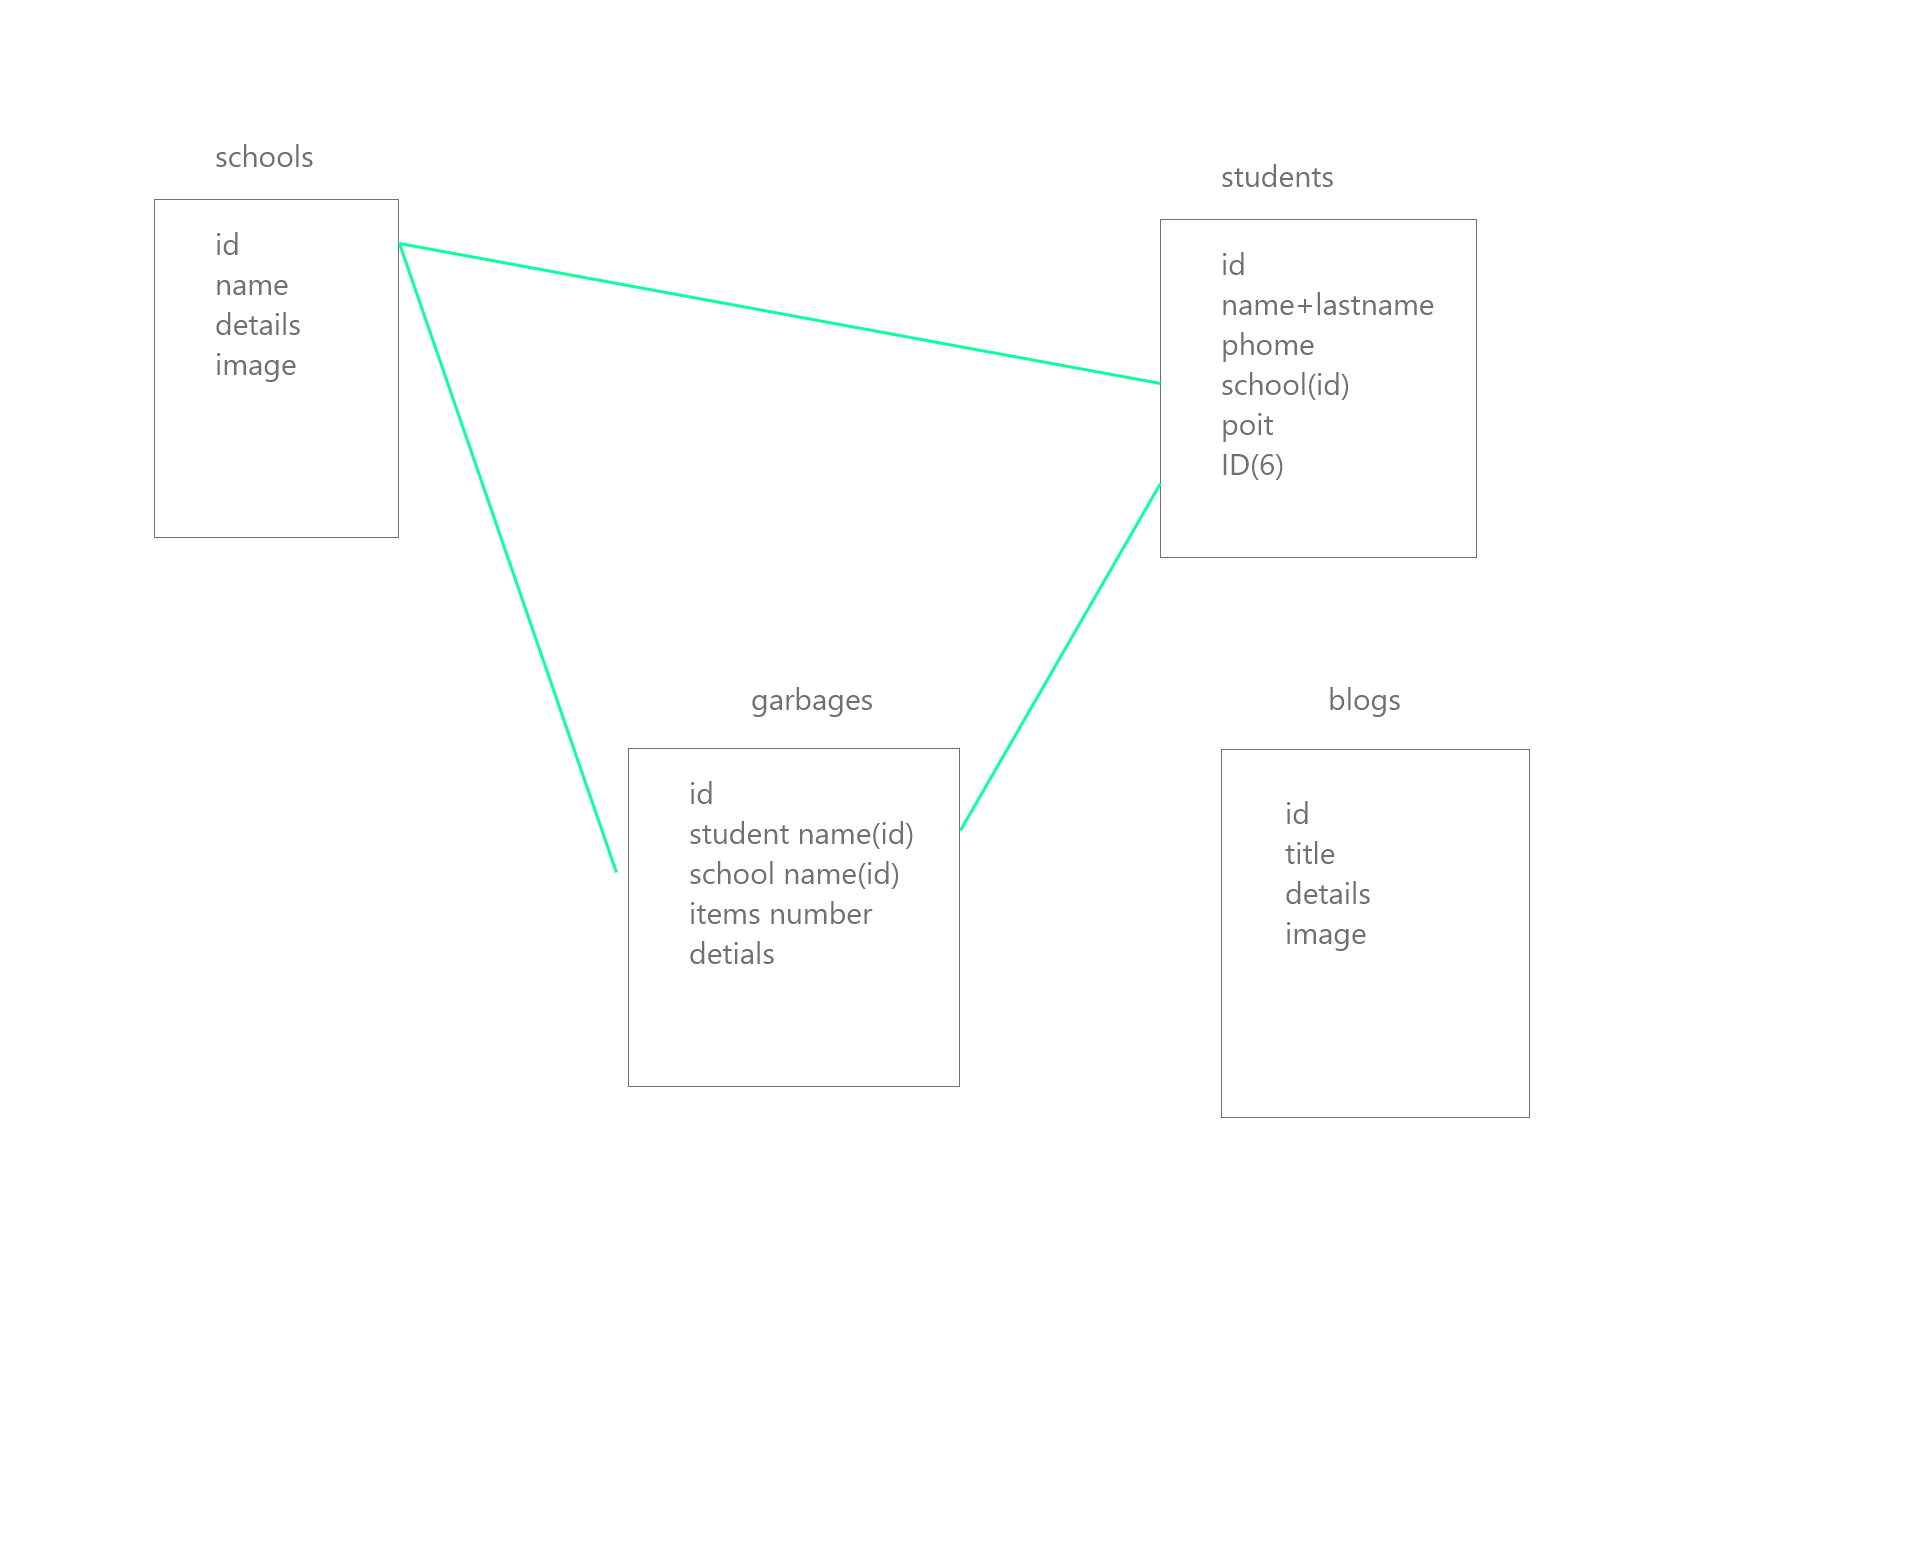 schools
id
name
details
image
students
id
name+lastname
phome
school(id)
poit
ID(6)
garbages
id
student name(id)
school name(id)
items number
detials
blogs
id
title
details
image